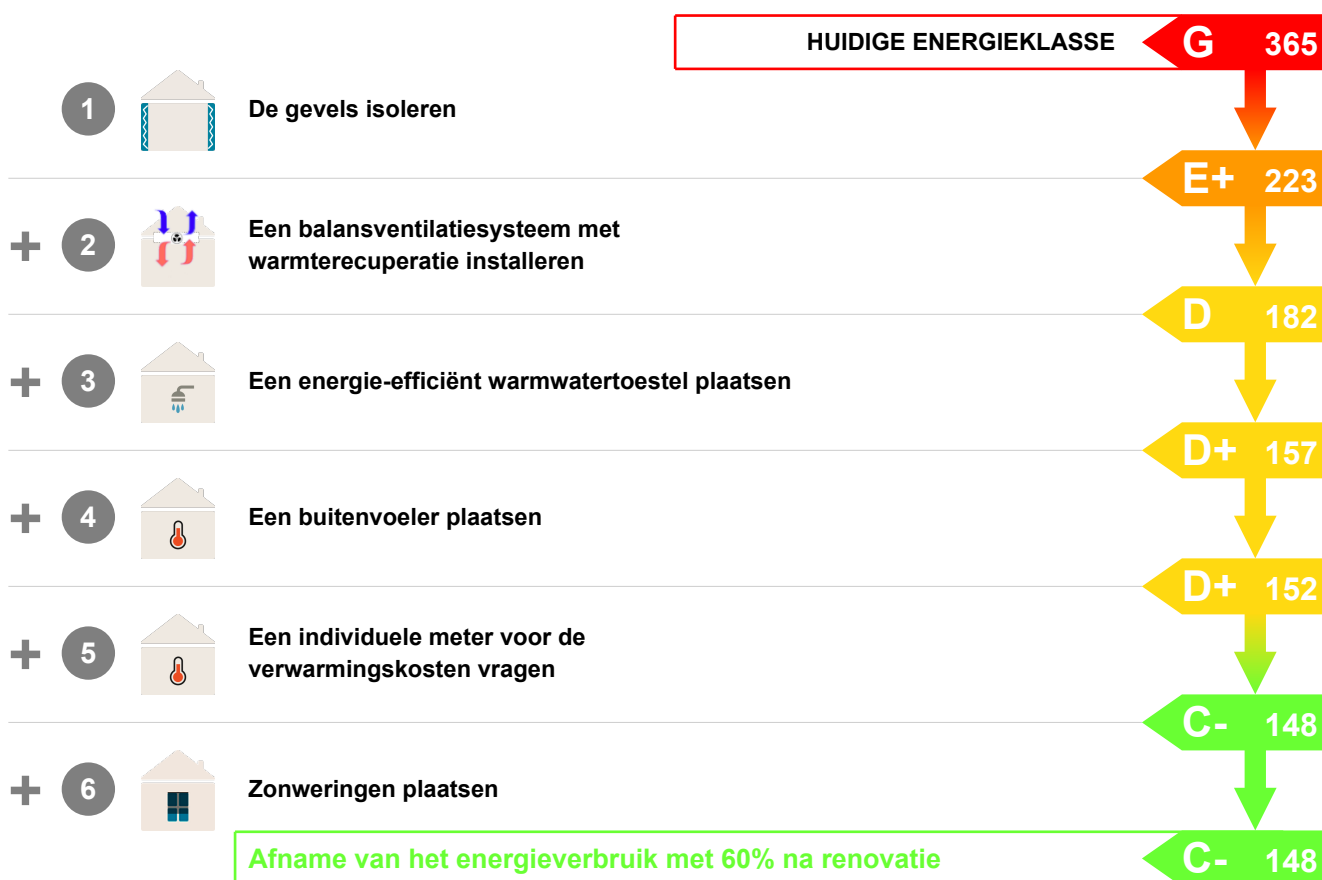 HUIDIGE ENERGIEKLASSE G 365
1 De gevels isoleren
E+ 223
+ 2 Een balansventilatiesysteem met
warmterecuperatie installeren
D 182
+ 3 Een energie-efficiënt warmwatertoestel plaatsen
D+ 157
+ 4 Een buitenvoeler plaatsen
D+ 152
+ 5 Een individuele meter voor de
verwarmingskosten vragen
C- 148
+ 6 Zonweringen plaatsen
Afname van het energieverbruik met 60% na renovatie C- 148